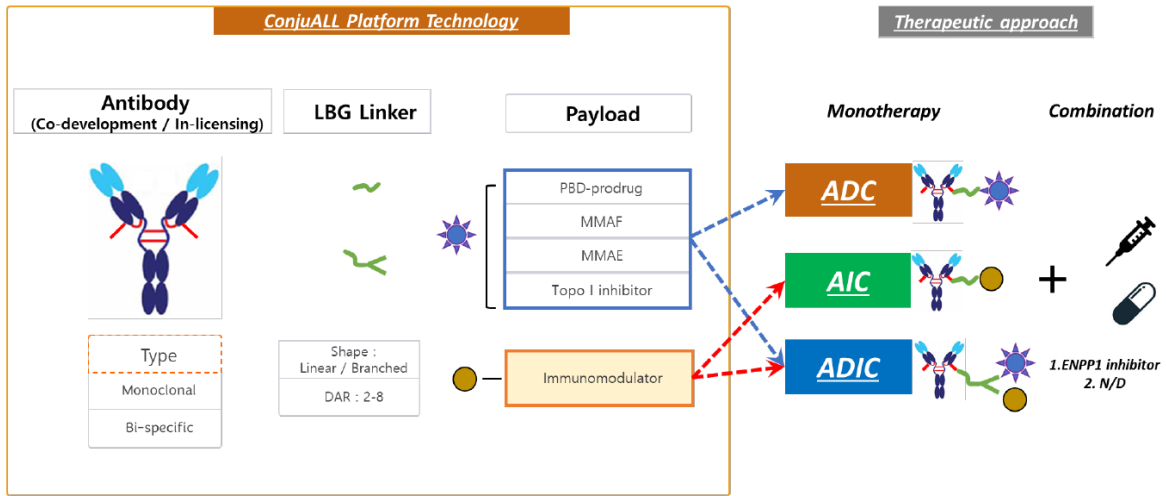 ConjuALL Platform Technology
Therapeutic approach
Antibody
(Co-development / In-licensing)
LBG Linker
Payload
Monotherapy
Combination
PBD-prodrug
MMAF
MMAE
Topo I inhibitor
ADC
AIC
+
Type
Monoclonal
Bi-specific
Shape :
Linear / Branched
DAR : 2-8
Immunomodulator
ADIC
1.ENPP1 inhibitor
2. N/D